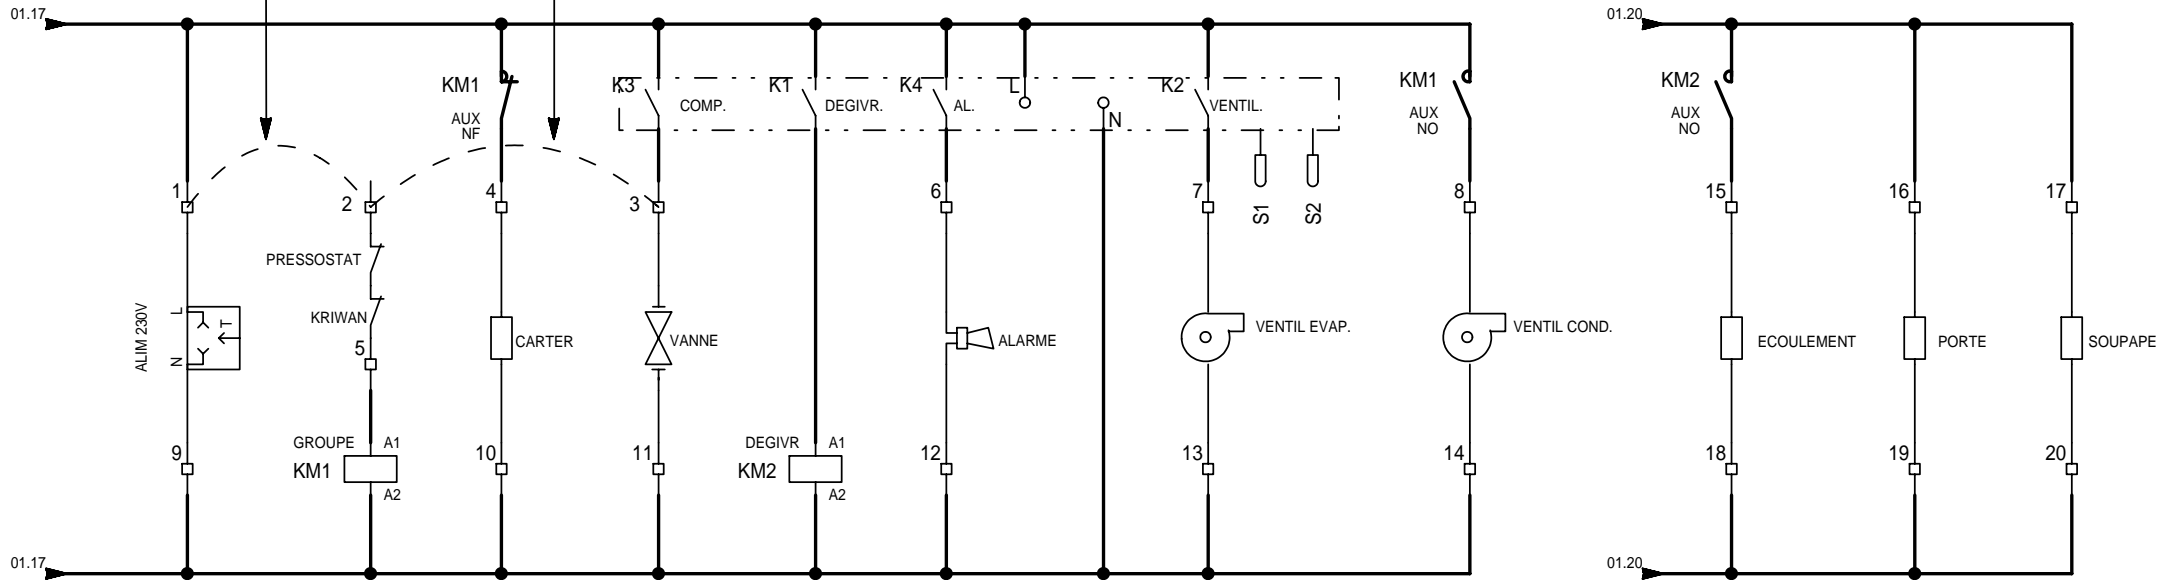 01.17
01.20
KM1
AUX
NF
K3
COMP.
K1
DEGIVR.
K4
AL.
L
N
K2
VENTIL.
KM1
AUX
NO
KM2
AUX
NO
1
2
4
3
6
7
S1
S2
8
15
16
17
PRESSOSTAT
KRIWAN
5
ALIM 230V
L
N
T
CARTER
VANNE
ALARME
VENTIL EVAP.
VENTIL COND.
ECOULEMENT
PORTE
SOUPAPE
9
GROUPE
A1
KM1
A2
10
11
DEGIVR
A1
KM2
A2
12
13
14
18
19
20
01.17
01.20